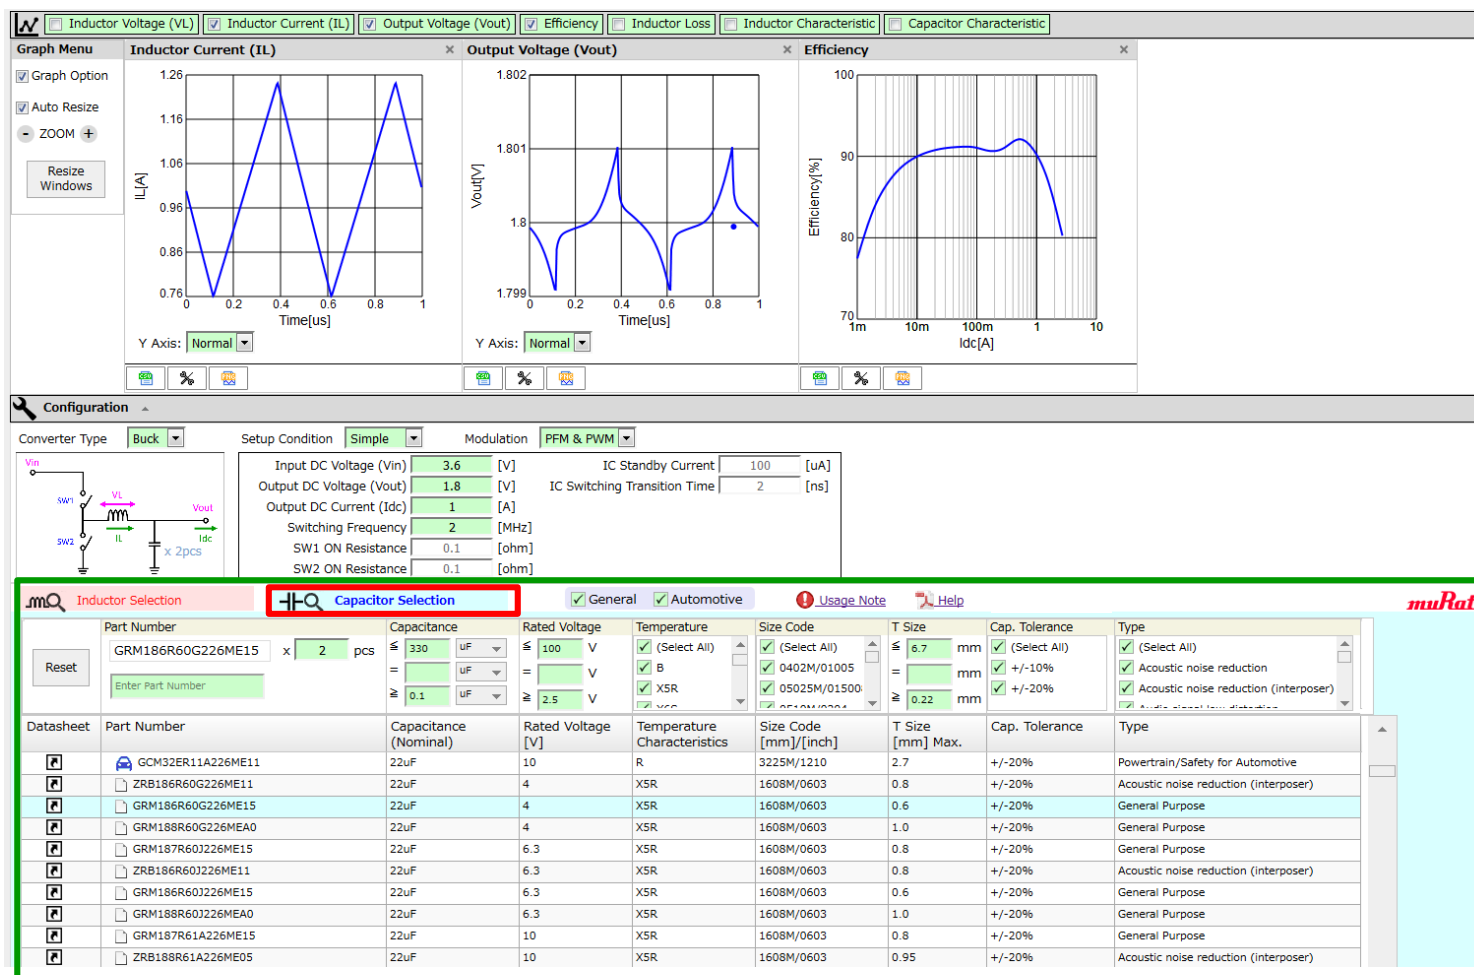 Inductor Voltage (VL) Inductor Current (IL) Output Voltage (Vout) Efficiency Inductor Loss Inductor Characteristic Capacitor Characteristic
Graph Menu
Graph Option
Auto Resize
- ZOOM +
Resize
Windows
Inductor Current (IL) ×
1.26
1.16
1.06
0.96
0.86
0.76
IL[A]
0 0.2 0.4 0.6 0.8 1
Time[us]
Y Axis: Normal
Output Voltage (Vout) ×
1.802
1.801
1.8
1.799
Vout[V]
0 0.2 0.4 0.6 0.8 1
Time[us]
Y Axis: Normal
Efficiency ×
100
90
80
70
Efficiency[%]
1m 10m 100m 1 10
Idc[A]
Configuration
Converter Type Buck Setup Condition Simple Modulation PFM & PWM
Vin
SW1
VL
Vout
SW2
IL
Idc
x 2pcs
Input DC Voltage (Vin) 3.6 [V] IC Standby Current 100 [uA]
Output DC Voltage (Vout) 1.8 [V] IC Switching Transition Time 2 [ns]
Output DC Current (Idc) 1 [A]
Switching Frequency 2 [MHz]
SW1 ON Resistance 0.1 [ohm]
SW2 ON Resistance 0.1 [ohm]
Inductor Selection Capacitor Selection General Automotive Usage Note Help muRat
Part Number Capacitance Rated Voltage Temperature Size Code T Size Cap. Tolerance Type
Reset
GRM186R60G226ME15 x 2 pcs
Enter Part Number
≦ 330 uF
= uF
≧ 0.1 uF
≦ 100 V
= V
≧ 2.5 V
(Select All)
B
X5R
(Select All)
0402M/01005
05025M/01500
≦ 6.7 mm
= mm
≧ 0.22 mm
(Select All)
+/-10%
+/-20%
(Select All)
Acoustic noise reduction
Acoustic noise reduction (interposer)
Datasheet Part Number Capacitance (Nominal) Rated Voltage [V] Temperature Characteristics Size Code [mm]/[inch] T Size [mm] Max. Cap. Tolerance Type
GCM32ER11A226ME11 22uF 10 R 3225M/1210 2.7 +/-20% Powertrain/Safety for Automotive
ZRB186R60G226ME11 22uF 4 X5R 1608M/0603 0.8 +/-20% Acoustic noise reduction (interposer)
GRM186R60G226ME15 22uF 4 X5R 1608M/0603 0.6 +/-20% General Purpose
GRM188R60G226MEA0 22uF 4 X5R 1608M/0603 1.0 +/-20% General Purpose
GRM187R60J226ME15 22uF 6.3 X5R 1608M/0603 0.8 +/-20% General Purpose
ZRB186R60J226ME11 22uF 6.3 X5R 1608M/0603 0.8 +/-20% Acoustic noise reduction (interposer)
GRM186R60J226ME15 22uF 6.3 X5R 1608M/0603 0.6 +/-20% General Purpose
GRM188R60J226MEA0 22uF 6.3 X5R 1608M/0603 1.0 +/-20% General Purpose
GRM187R61A226ME15 22uF 10 X5R 1608M/0603 0.8 +/-20% General Purpose
ZRB188R61A226ME05 22uF 10 X5R 1608M/0603 0.95 +/-20% Acoustic noise reduction (interposer)